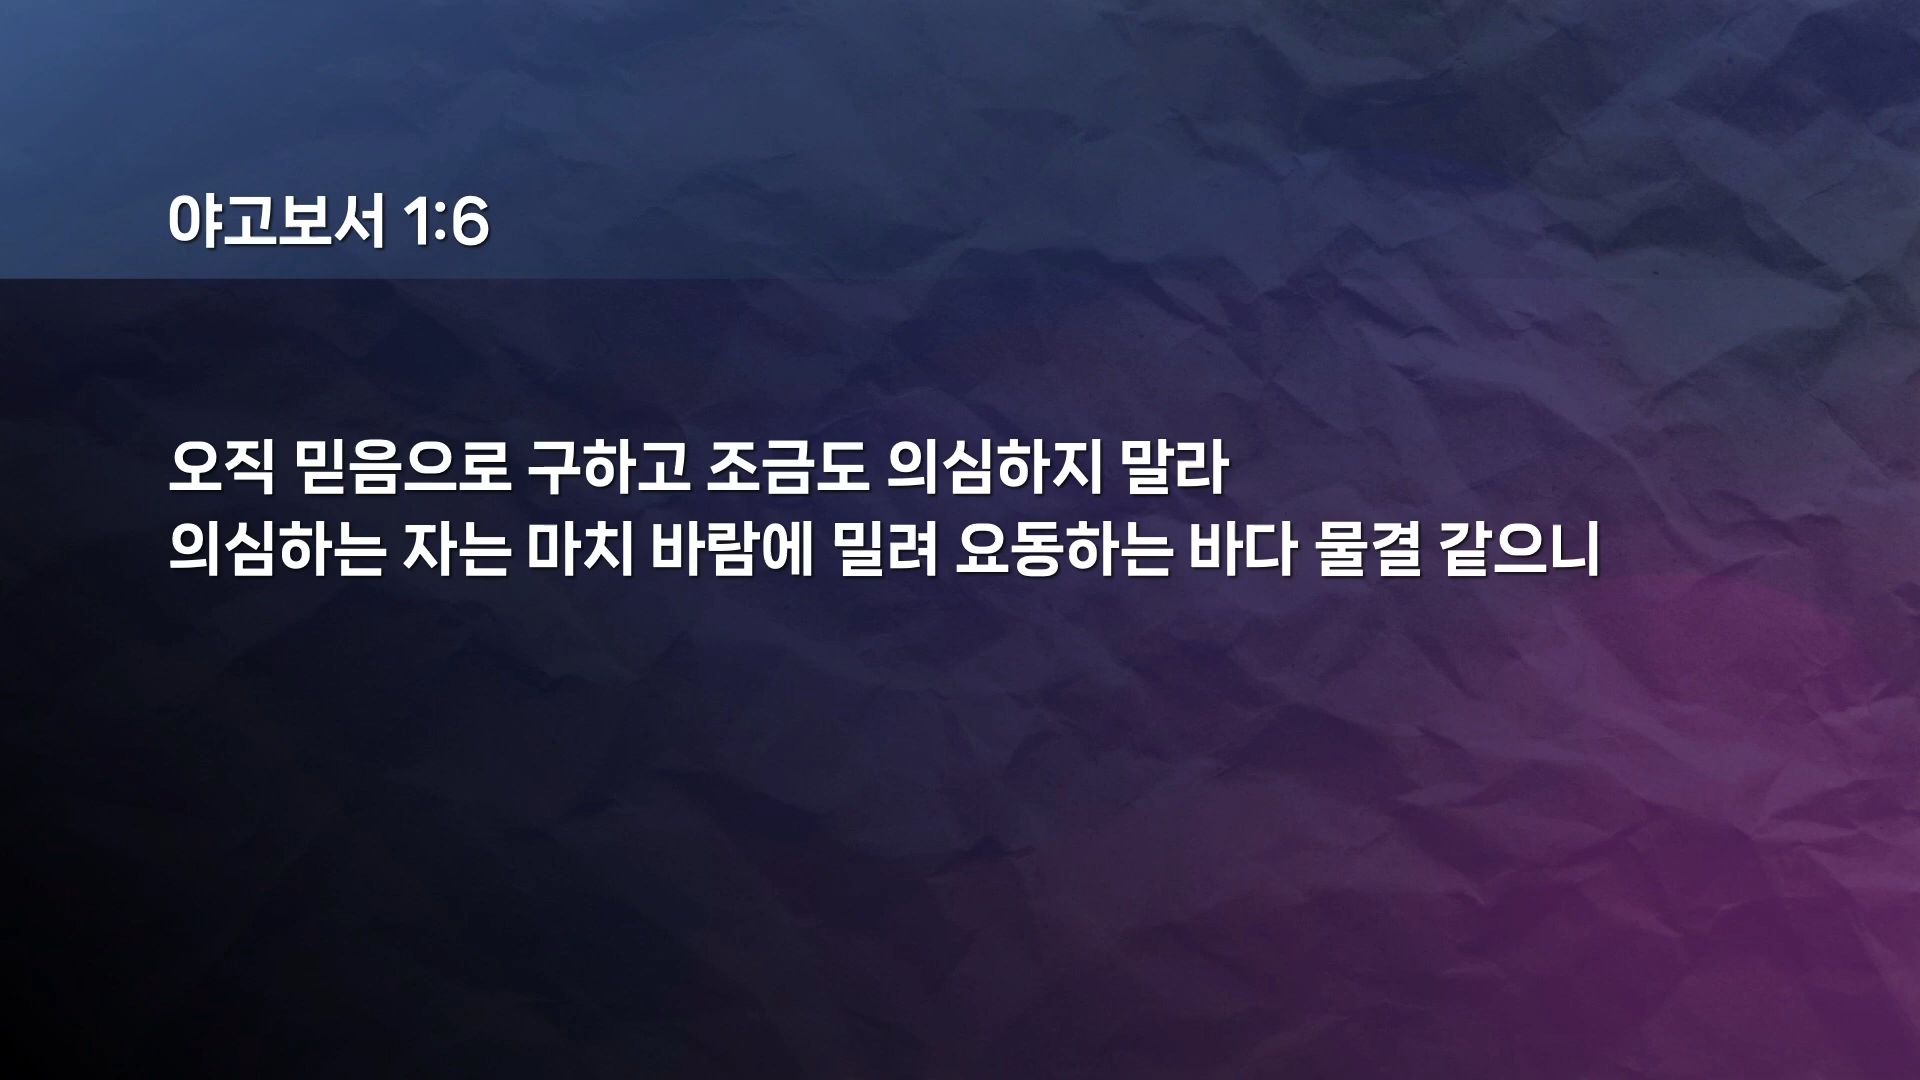 야고보서 1:6
오직 믿음으로 구하고 조금도 의심하지 말라
의심하는 자는 마치 바람에 밀려 요동하는 바다 물결 같으니